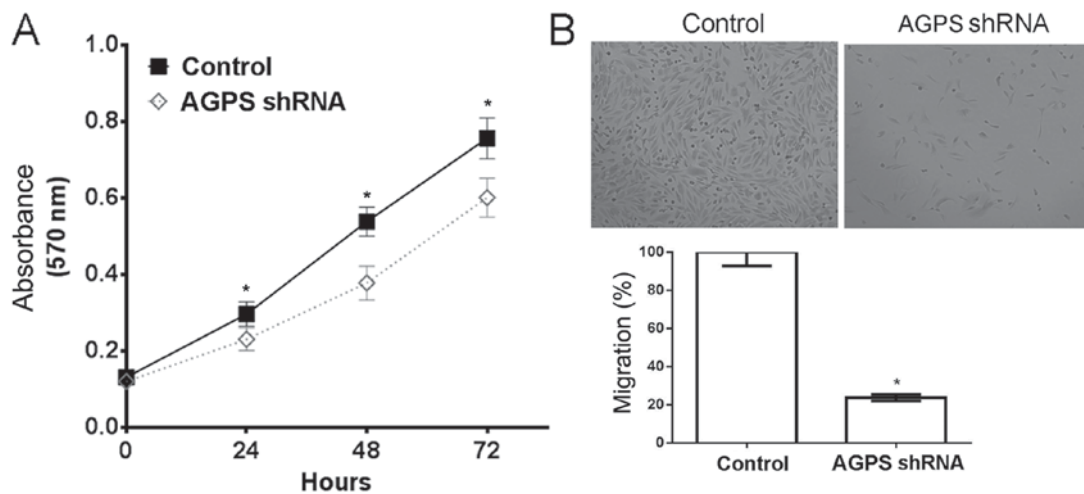 A
Control
AGPS shRNA
Absorbance
(570 nm)
1.0
0.8
0.6
0.4
0.2
0.0
*
*
*
0
24
48
72
Hours
B
Control
AGPS shRNA
Migration (%)
100
80
60
40
20
0
*
Control
AGPS shRNA